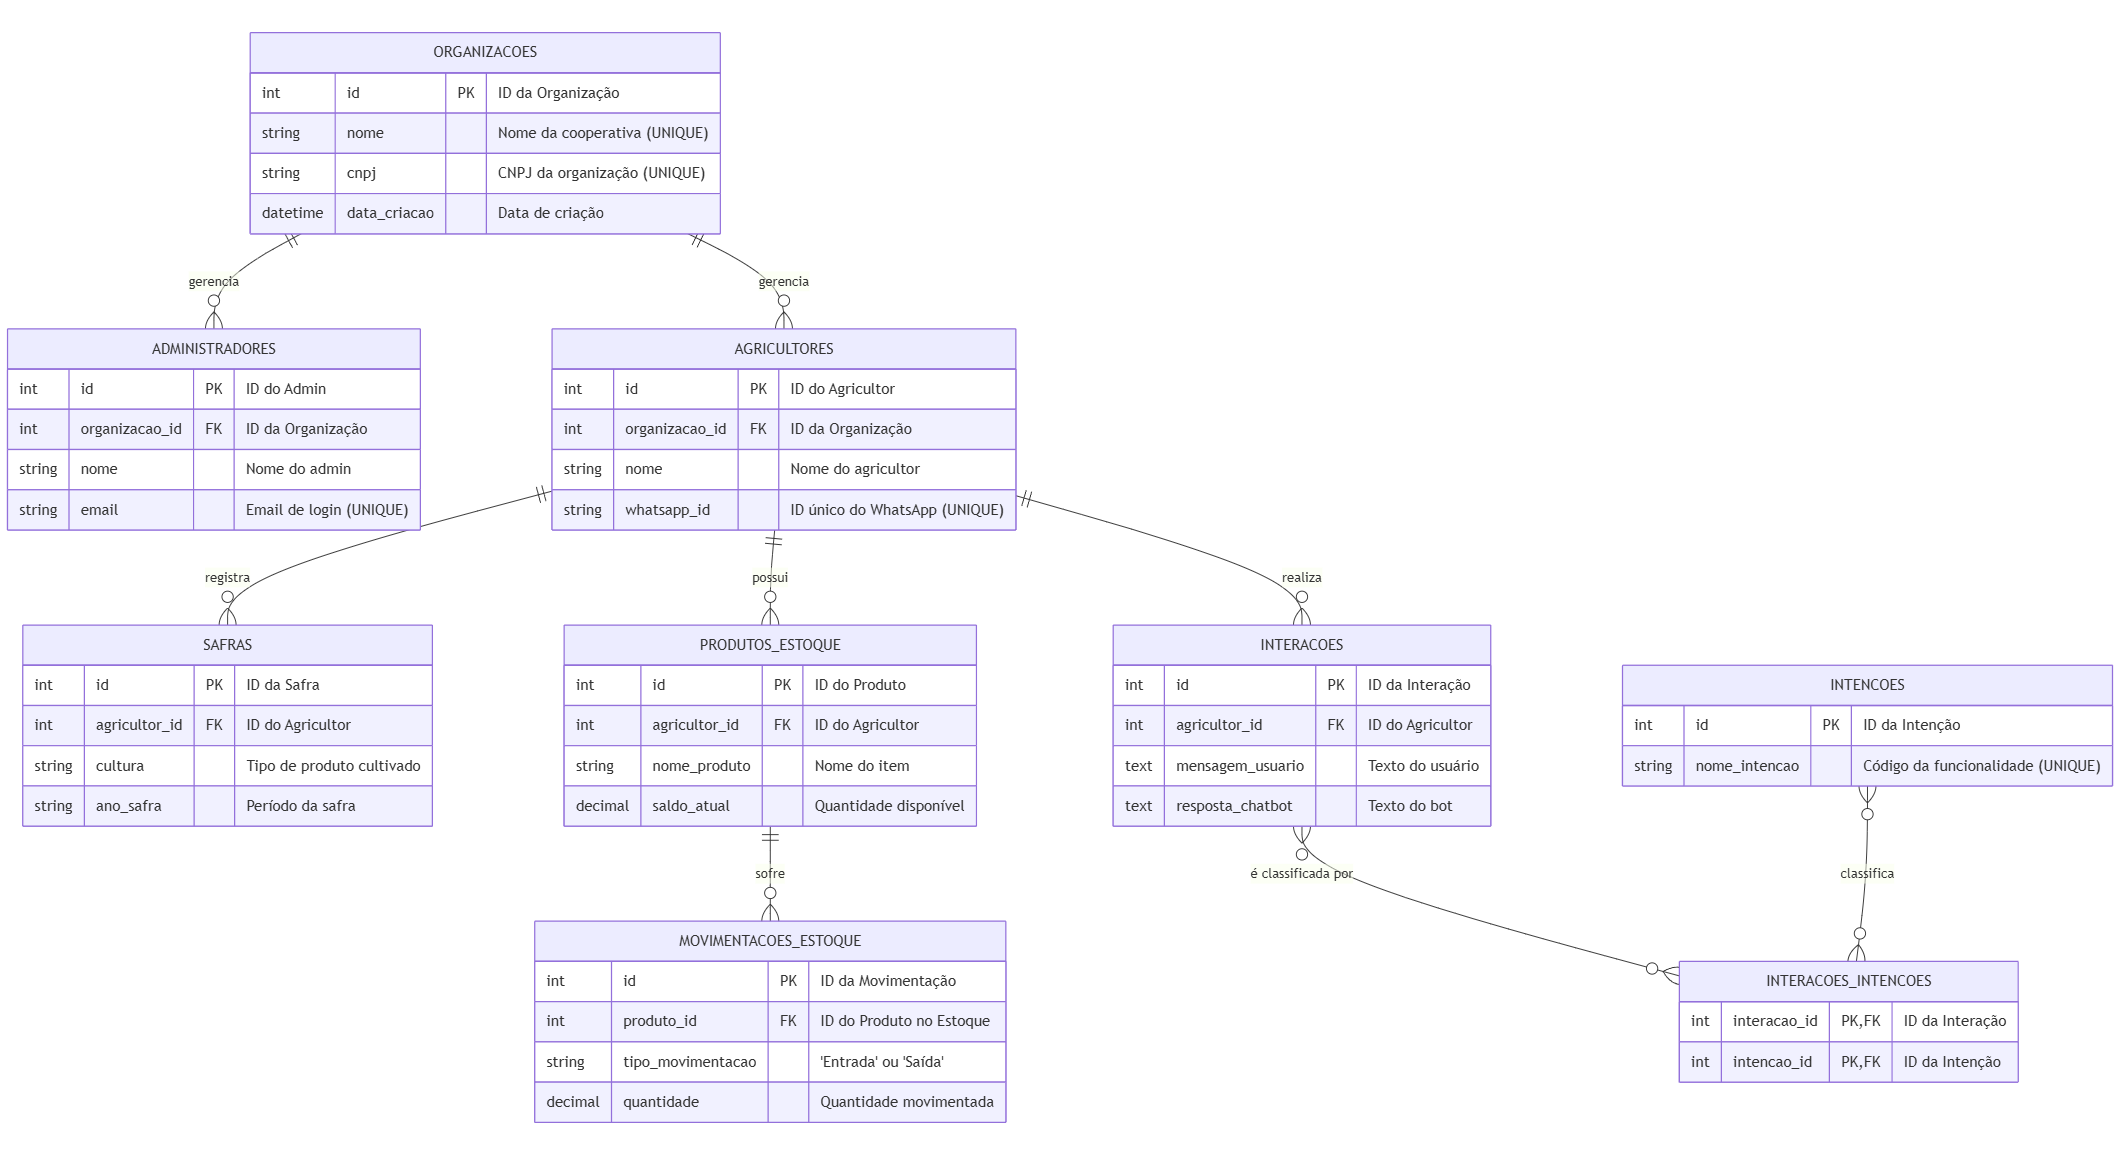 ORGANIZACOES
int id PK ID da Organização
string nome Nome da cooperativa (UNIQUE)
string cnpj CNPJ da organização (UNIQUE)
datetime data_criacao Data de criação
gerencia
gerencia
ADMINISTRADORES
int id PK ID do Admin
int organizacao_id FK ID da Organização
string nome Nome do admin
string email Email de login (UNIQUE)
AGRICULTORES
int id PK ID do Agricultor
int organizacao_id FK ID da Organização
string nome Nome do agricultor
string whatsapp_id ID único do WhatsApp (UNIQUE)
registra
possui
realiza
SAFRAS
int id PK ID da Safra
int agricultor_id FK ID do Agricultor
string cultura Tipo de produto cultivado
string ano_safra Período da safra
PRODUTOS_ESTOQUE
int id PK ID do Produto
int agricultor_id FK ID do Agricultor
string nome_produto Nome do item
decimal saldo_atual Quantidade disponível
INTERACOES
int id PK ID da Interação
int agricultor_id FK ID do Agricultor
text mensagem_usuario Texto do usuário
text resposta_chatbot Texto do bot
INTENCOES
int id PK ID da Intenção
string nome_intencao Código da funcionalidade (UNIQUE)
sofre
é classificada por
classifica
MOVIMENTACOES_ESTOQUE
int id PK ID da Movimentação
int produto_id FK ID do Produto no Estoque
string tipo_movimentacao 'Entrada' ou 'Saída'
decimal quantidade Quantidade movimentada
INTERACOES_INTENCOES
int interacao_id PK,FK ID da Interação
int intencao_id PK,FK ID da Intenção